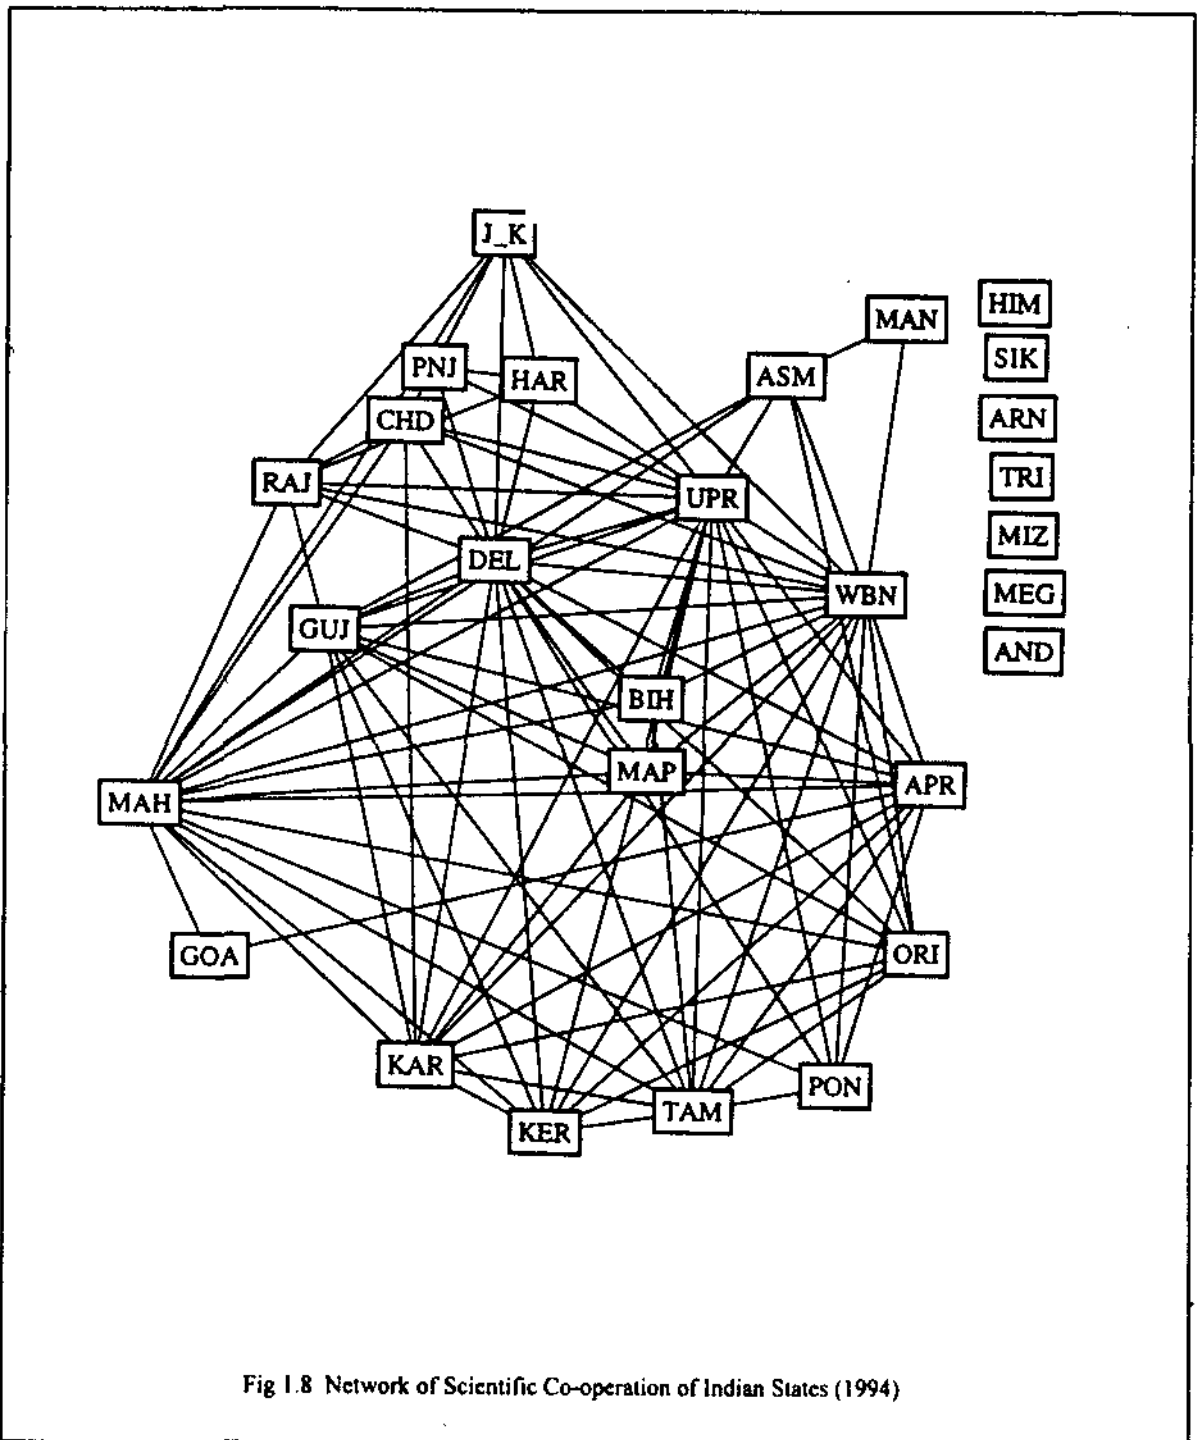 J_K
MAN
HIM
SIK
PNJ
HAR
ASM
CHD
ARN
RAJ
UPR
TRI
DEL
MIZ
WBN
MEG
GUJ
AND
BIH
MAP
APR
MAH
GOA
ORI
KAR
PON
TAM
KER
Fig 1.8 Network of Scientific Co-operation of Indian States (1994)